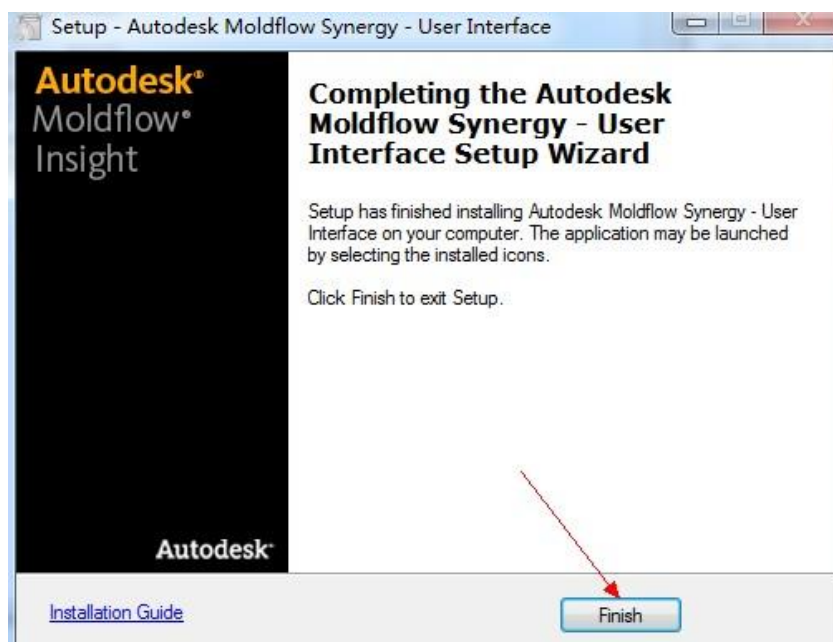 Setup - Autodesk Moldflow Synergy - User Interface
Autodesk®
Moldflow®
Insight
Completing the Autodesk
Moldflow Synergy - User
Interface Setup Wizard
Setup has finished installing Autodesk Moldflow Synergy - User
Interface on your computer. The application may be launched
by selecting the installed icons.
Click Finish to exit Setup.
Autodesk
Installation Guide
Finish